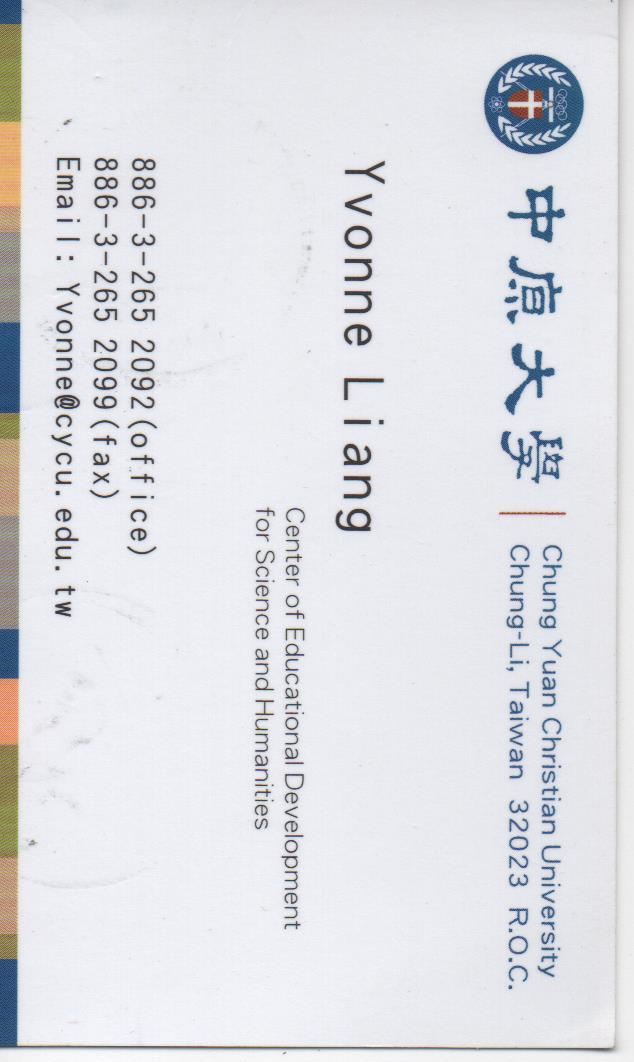 中原大學
Chung Yuan Christian University
Chung-Li, Taiwan 32023 R.O.C.
Yvonne Liang
Center of Educational Development
for Science and Humanities
886-3-265 2092(office)
886-3-265 2099(fax)
Email: Yvonne@cycu.edu.tw